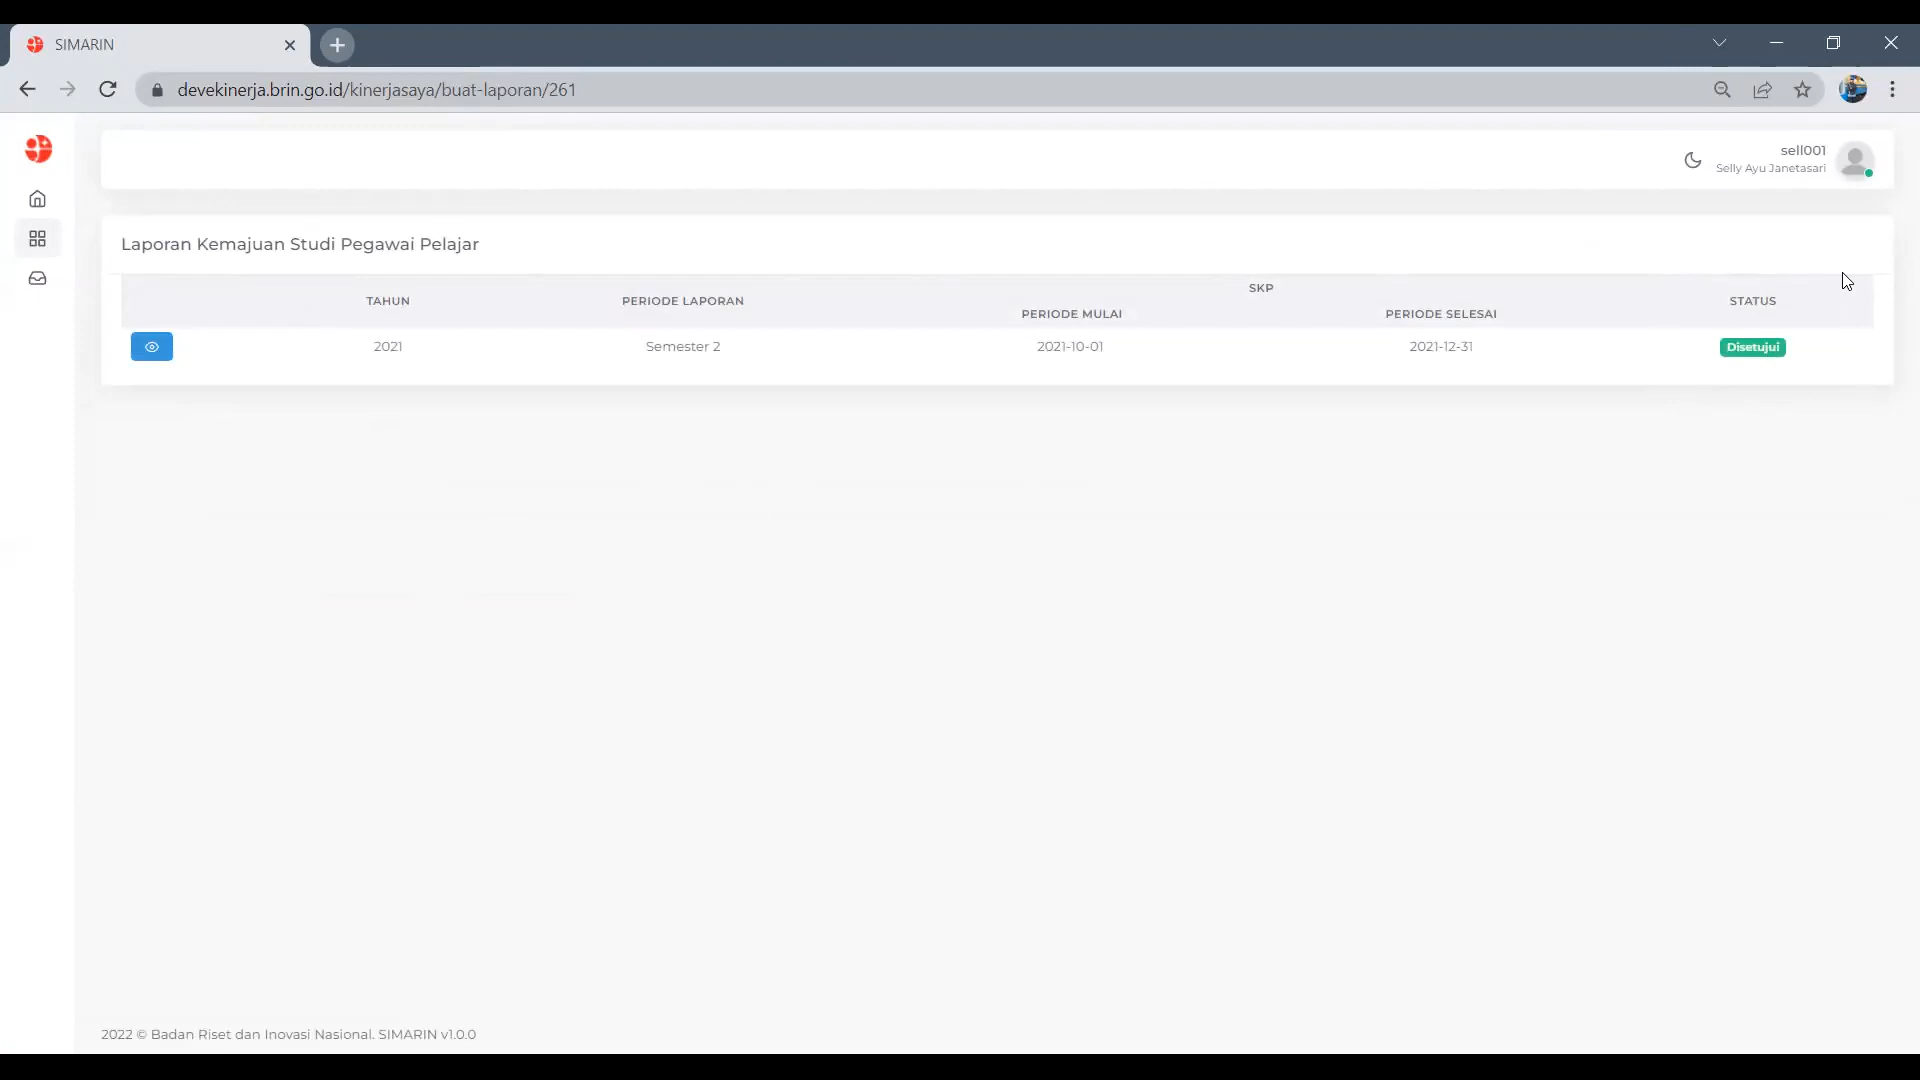 SIMARIN
devekinerja.brin.go.id/kinerjasaya/buat-laporan/261
sell001
Selly Ayu Janetasari
Laporan Kemajuan Studi Pegawai Pelajar
TAHUN PERIODE LAPORAN SKP STATUS
PERIODE MULAI PERIODE SELESAI
2021 Semester 2 2021-10-01 2021-12-31 Disetujui
2022 © Badan Riset dan Inovasi Nasional. SIMARIN v1.0.0